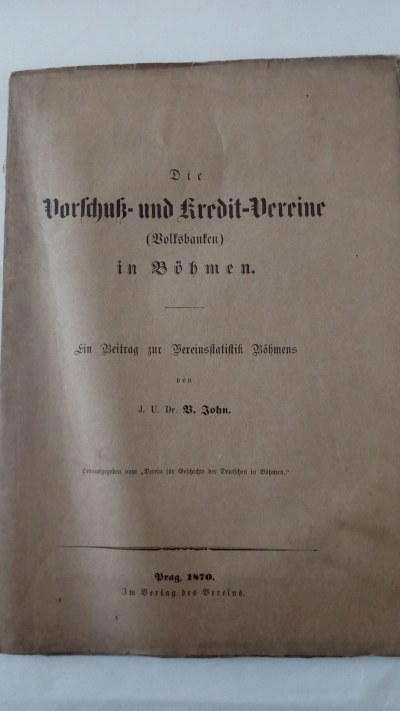 Die
Vorschuß- und Kredit-Vereine
(Volksbanken)
in Böhmen.
Ein Beitrag zur Vereinsstatistik Böhmens
von
J. U. Dr. V. John.
Herausgegeben vom „Verein für Geschichte der Deutschen in Böhmen.“
Prag, 1870.
Im Verlag des Vereins.